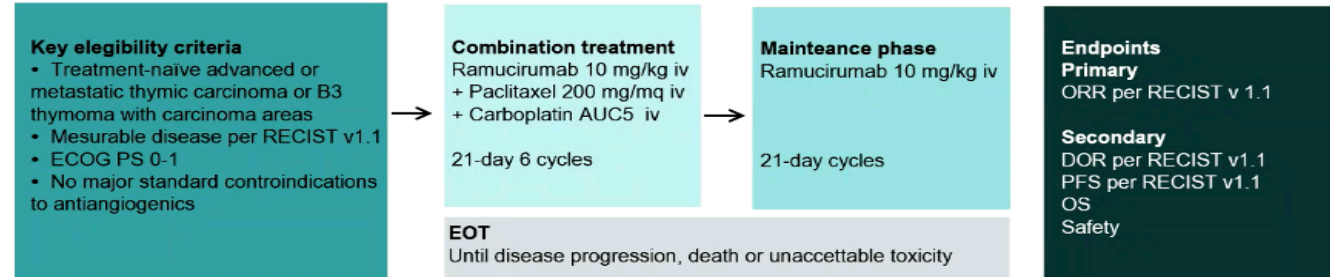 Key elegibility criteria
• Treatment-naïve advanced or
metastatic thymic carcinoma or B3
thymoma with carcinoma areas
• Mesurable disease per RECIST v1.1
• ECOG PS 0-1
• No major standard controindications
to antiangiogenics
Combination treatment
Ramucirumab 10 mg/kg iv
+ Paclitaxel 200 mg/mq iv
+ Carboplatin AUC5 iv
21-day 6 cycles
Mainteance phase
Ramucirumab 10 mg/kg iv
21-day cycles
EOT
Until disease progression, death or unaccettable toxicity
Endpoints
Primary
ORR per RECIST v 1.1
Secondary
DOR per RECIST v1.1
PFS per RECIST v1.1
OS
Safety